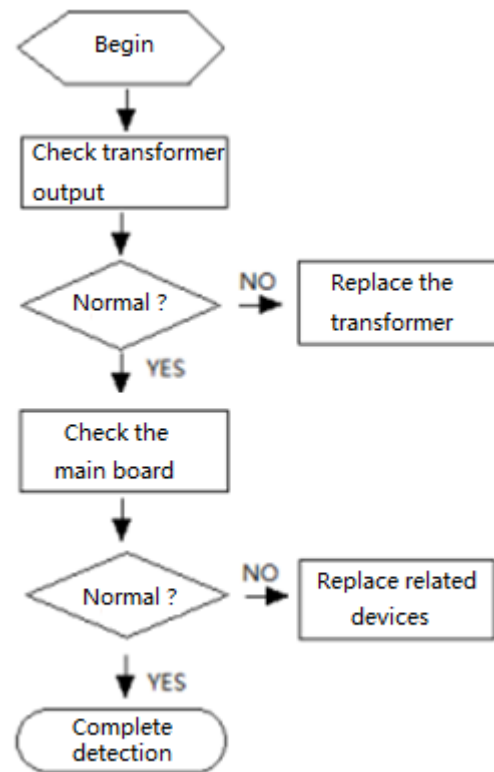 Begin
Check transformer
output
Normal ?
NO
Replace the
transformer
YES
Check the
main board
Normal ?
NO
Replace related
devices
YES
Complete
detection